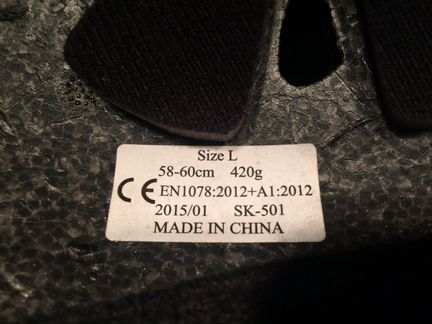 Size L
58-60cm 420g
CE EN1078:2012+A1:2012
2015/01 SK-501
MADE IN CHINA